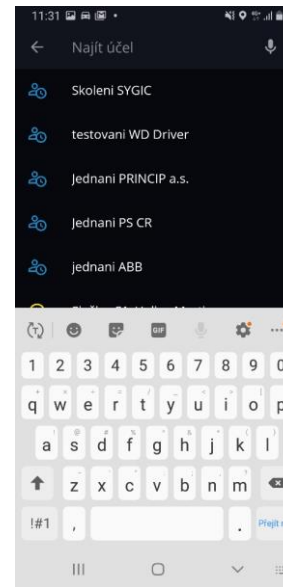 11:31
Najít účel
Skoleni SYGIC
testovani WD Driver
Jednani PRINCIP a.s.
Jednani PS CR
jednani ABB
GIF
1 2 3 4 5 6 7 8 9 0
q w e r t y u i o p
a s d f g h j k l
z x c v b n m
!#1 , . Přejít